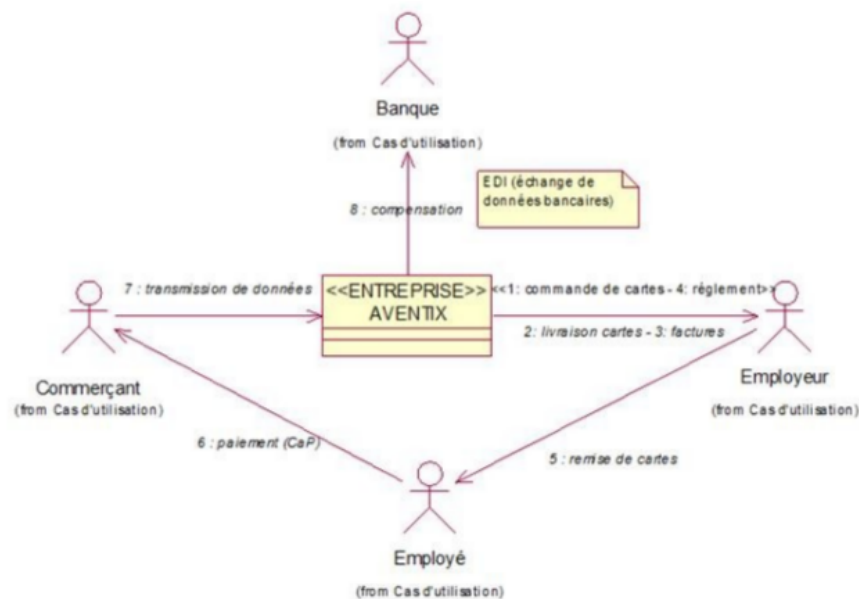 Banque
(from Cas d'utilisation)
EDI (échange de
données bancaires)
8 : compensation
7 : transmission de données
<<ENTREPRISE>>
AVENTIX
<<1: commande de cartes - 4: réglement>>
2: livraison cartes - 3: factures
Commerçant
(from Cas d'utilisation)
Employeur
(from Cas d'utilisation)
6 : paiement (CaP)
5 : remise de cartes
Employé
(from Cas d'utilisation)